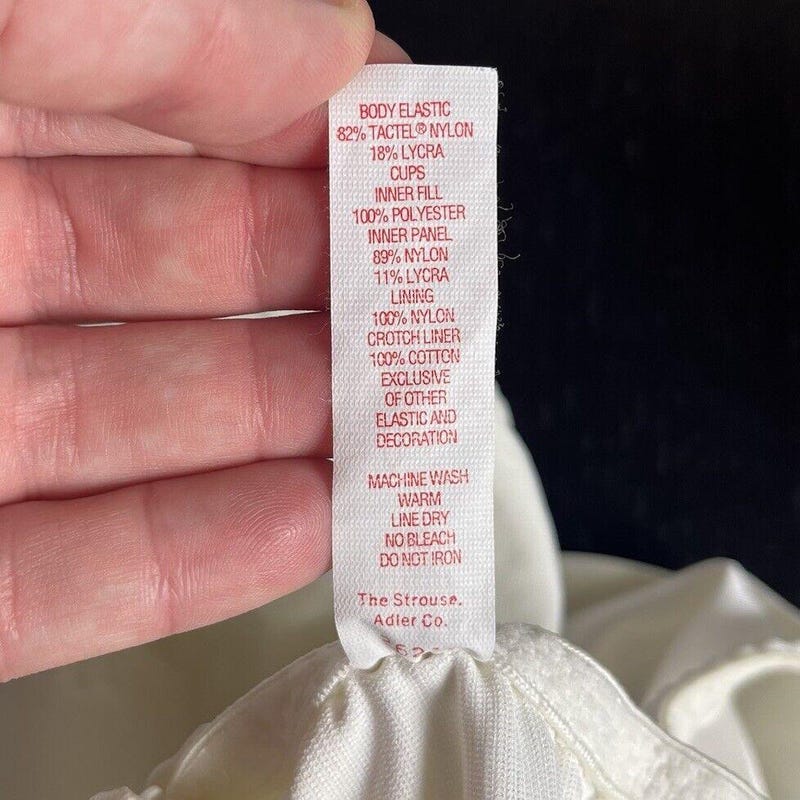 BODY ELASTIC
82% TACTEL® NYLON
18% LYCRA
CUPS
INNER FILL
100% POLYESTER
INNER PANEL
89% NYLON
11% LYCRA
LINING
100% NYLON
CROTCH LINER
100% COTTON
EXCLUSIVE
OF OTHER
ELASTIC AND
DECORATION
MACHINE WASH
WARM
LINE DRY
NO BLEACH
DO NOT IRON
The Strouse.
Adler Co.